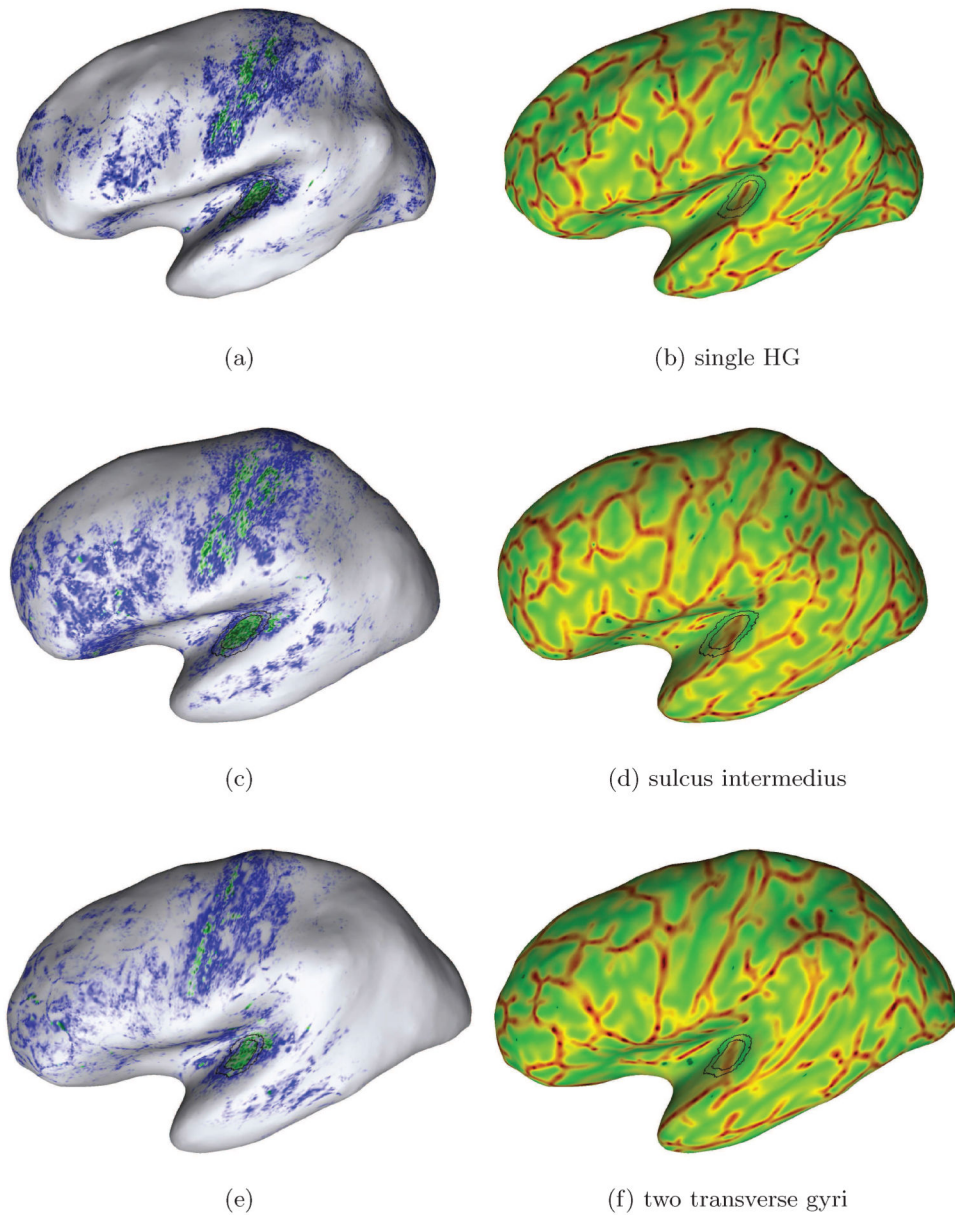 (a)
(b) single HG
(c)
(d) sulcus intermedius
(e)
(f) two transverse gyri